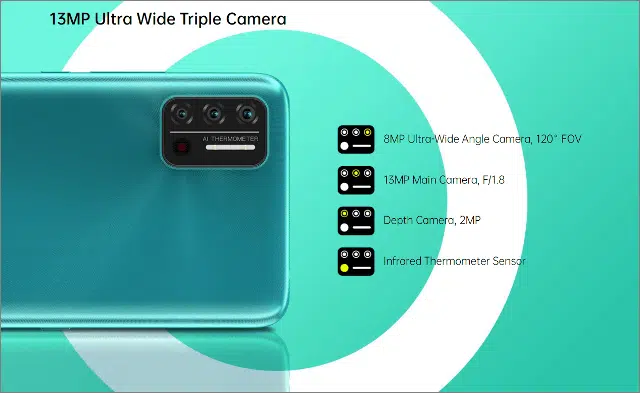 13MP Ultra Wide Triple Camera
AI THERMOMETER
8MP Ultra-Wide Angle Camera, 120° FOV
13MP Main Camera, F/1.8
Depth Camera, 2MP
Infrared Thermometer Sensor